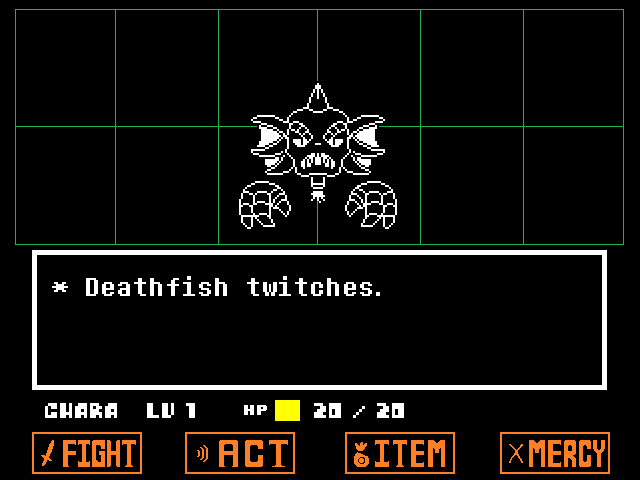 * Deathfish twitches.
CHARA LV 1 HP 20 / 20
FIGHT ACT ITEM MERCY